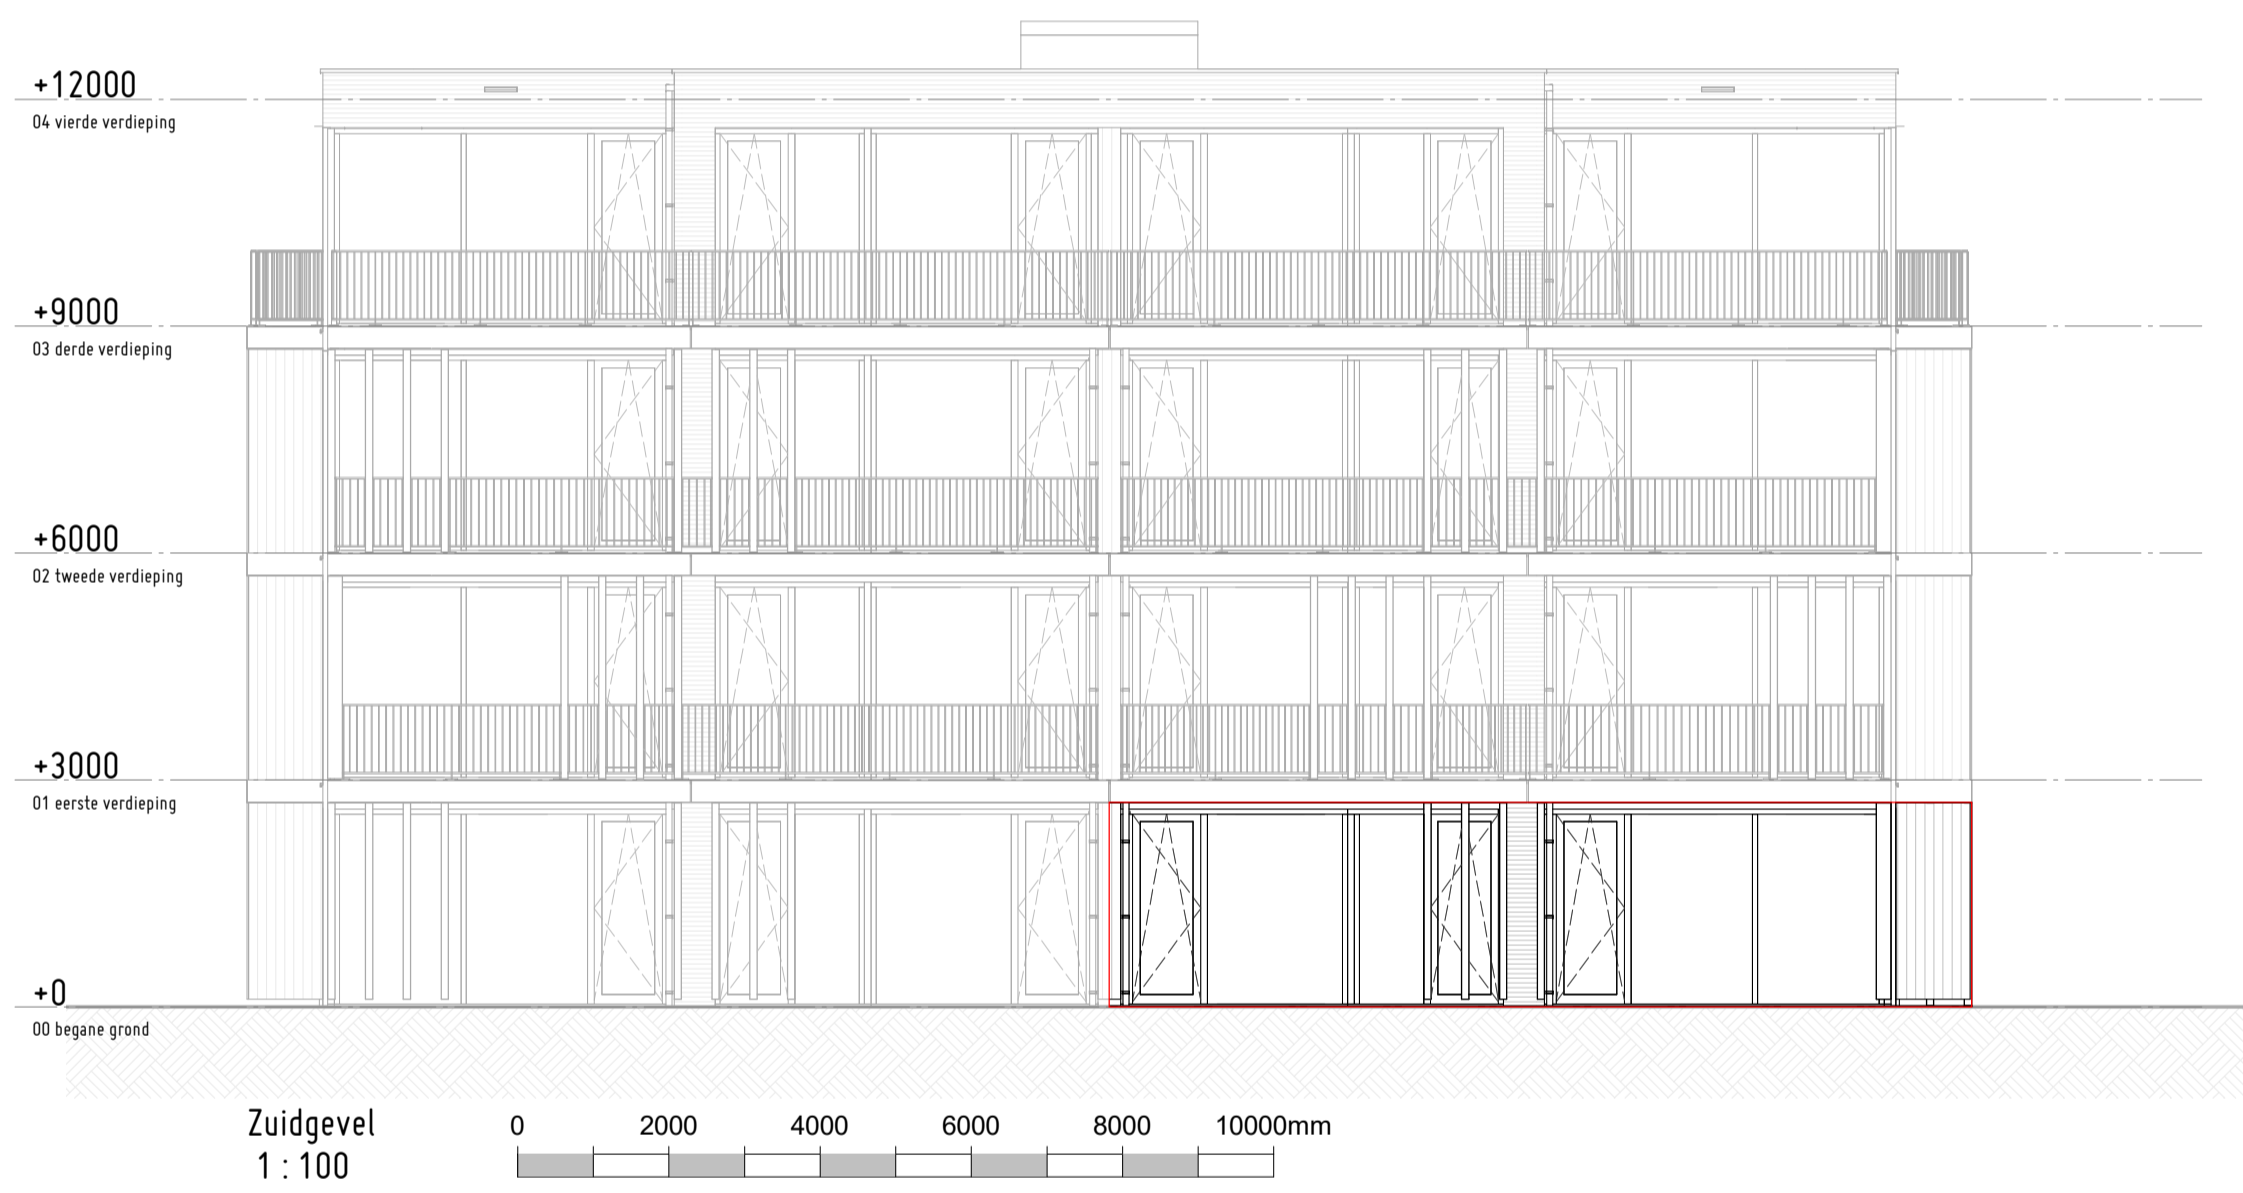 +12000
04 vierde verdieping
+9000
03 derde verdieping
+6000
02 tweede verdieping
+3000
01 eerste verdieping
+0
00 begane grond
Zuidgevel
1 : 100
0 2000 4000 6000 8000 10000mm